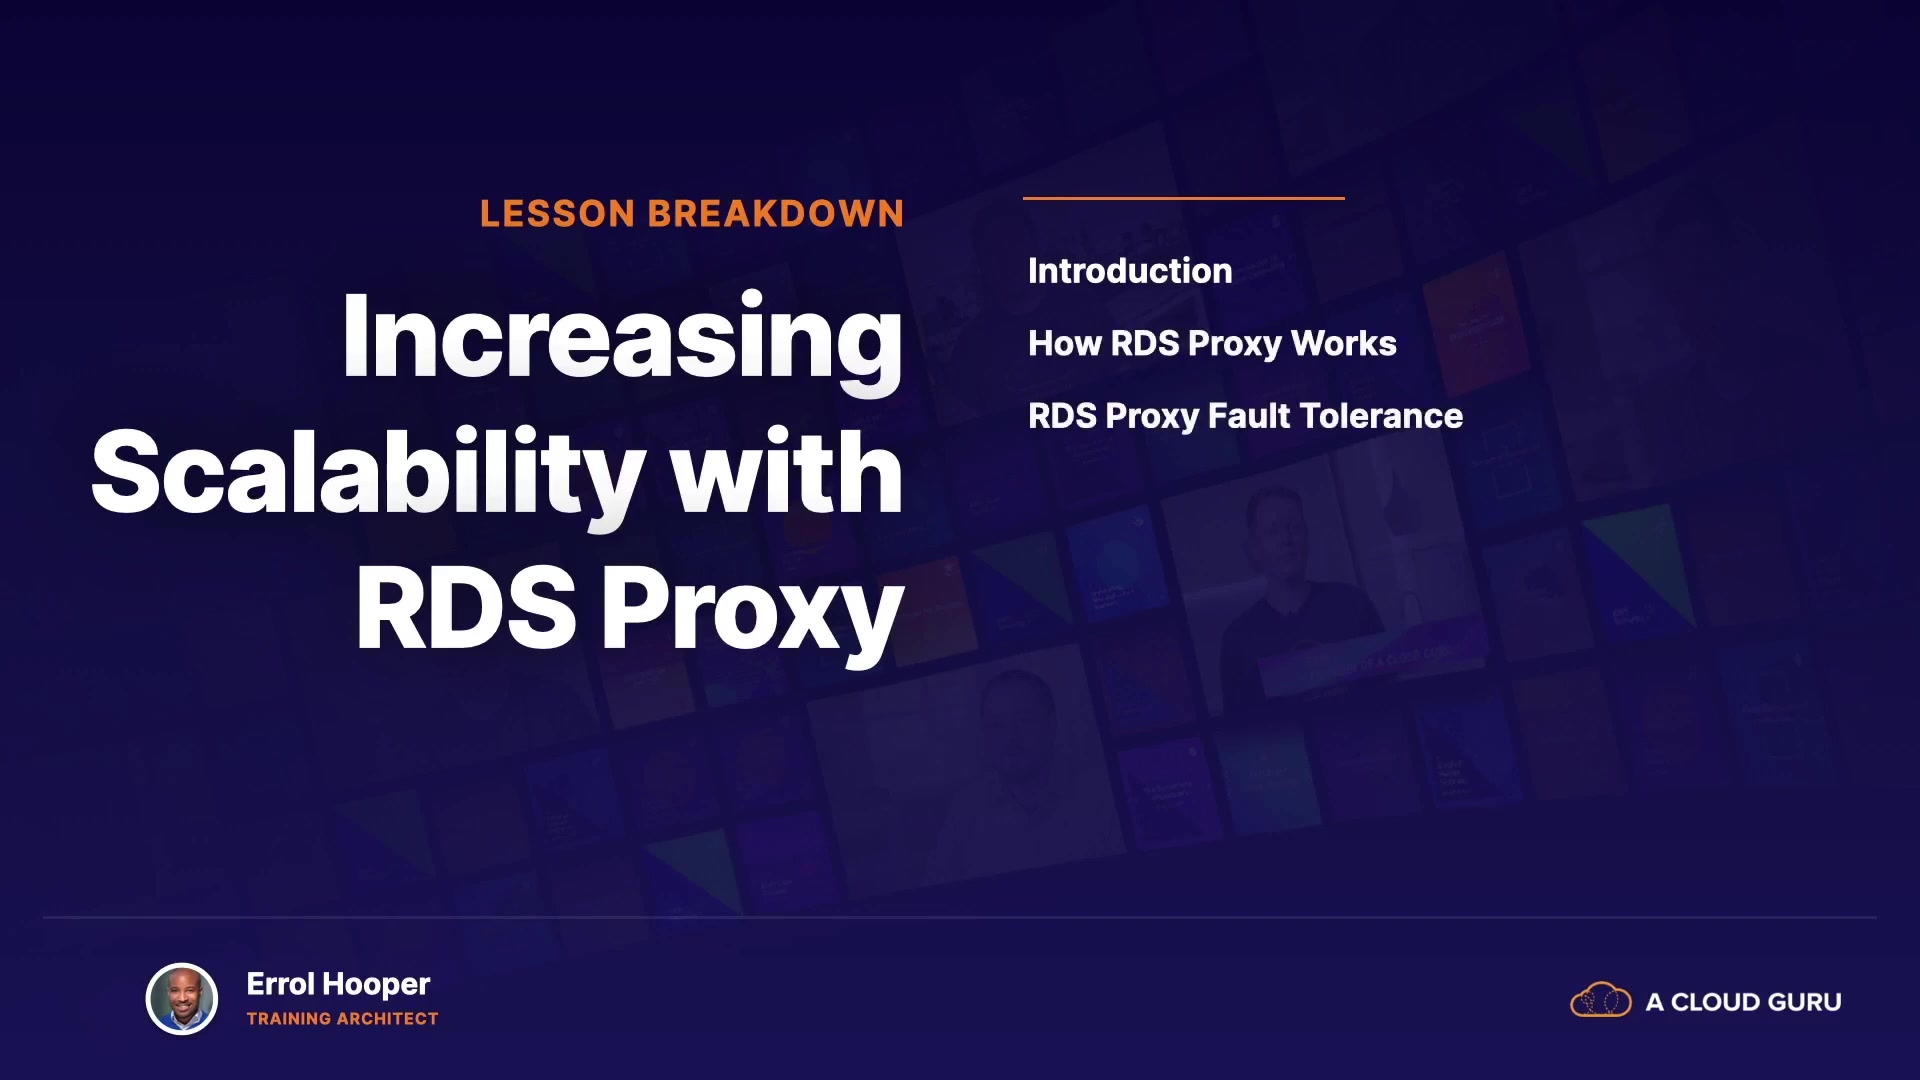 LESSON BREAKDOWN
Increasing
Scalability with
RDS Proxy
Introduction
How RDS Proxy Works
RDS Proxy Fault Tolerance
Errol Hooper
TRAINING ARCHITECT
A CLOUD GURU